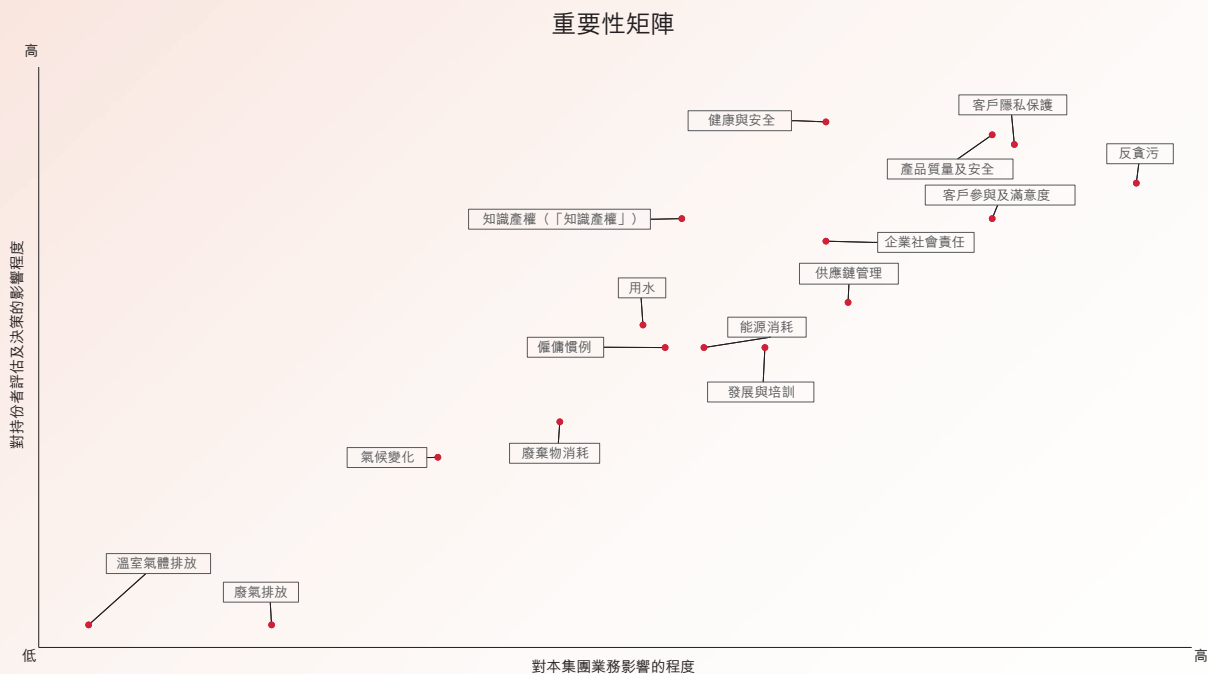 重要性矩陣
高
客戶隱私保護
健康與安全
反貪污
產品質量及安全
客戶參與及滿意度
知識產權（「知識產權」）
企業社會責任
供應鏈管理
用水
能源消耗
僱傭慣例
發展與培訓
對持份者評估及決策的影響程度
廢棄物消耗
氣候變化
溫室氣體排放
廢氣排放
低
對本集團業務影響的程度
高